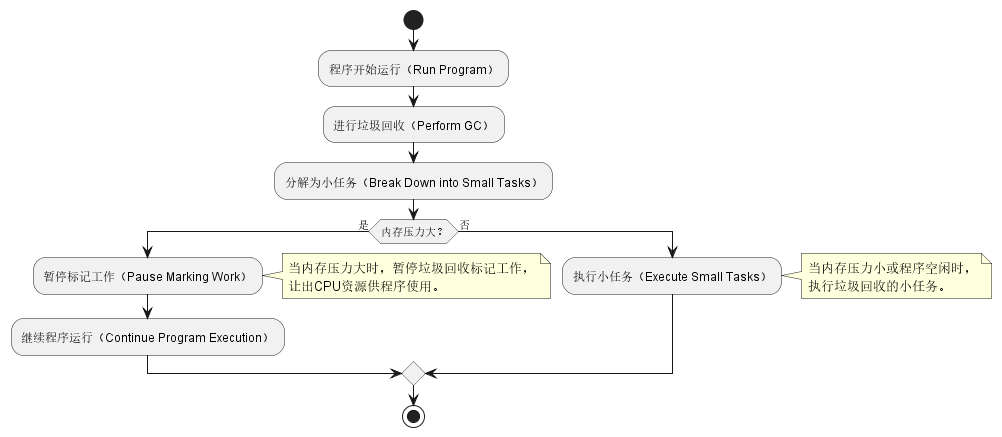 程序开始运行（Run Program）
进行垃圾回收（Perform GC）
分解为小任务（Break Down into Small Tasks）
是
内存压力大？
否
暂停标记工作（Pause Marking Work）
当内存压力大时，暂停垃圾回收标记工作，
让出CPU资源供程序使用。
执行小任务（Execute Small Tasks）
当内存压力小或程序空闲时，
执行垃圾回收的小任务。
继续程序运行（Continue Program Execution）